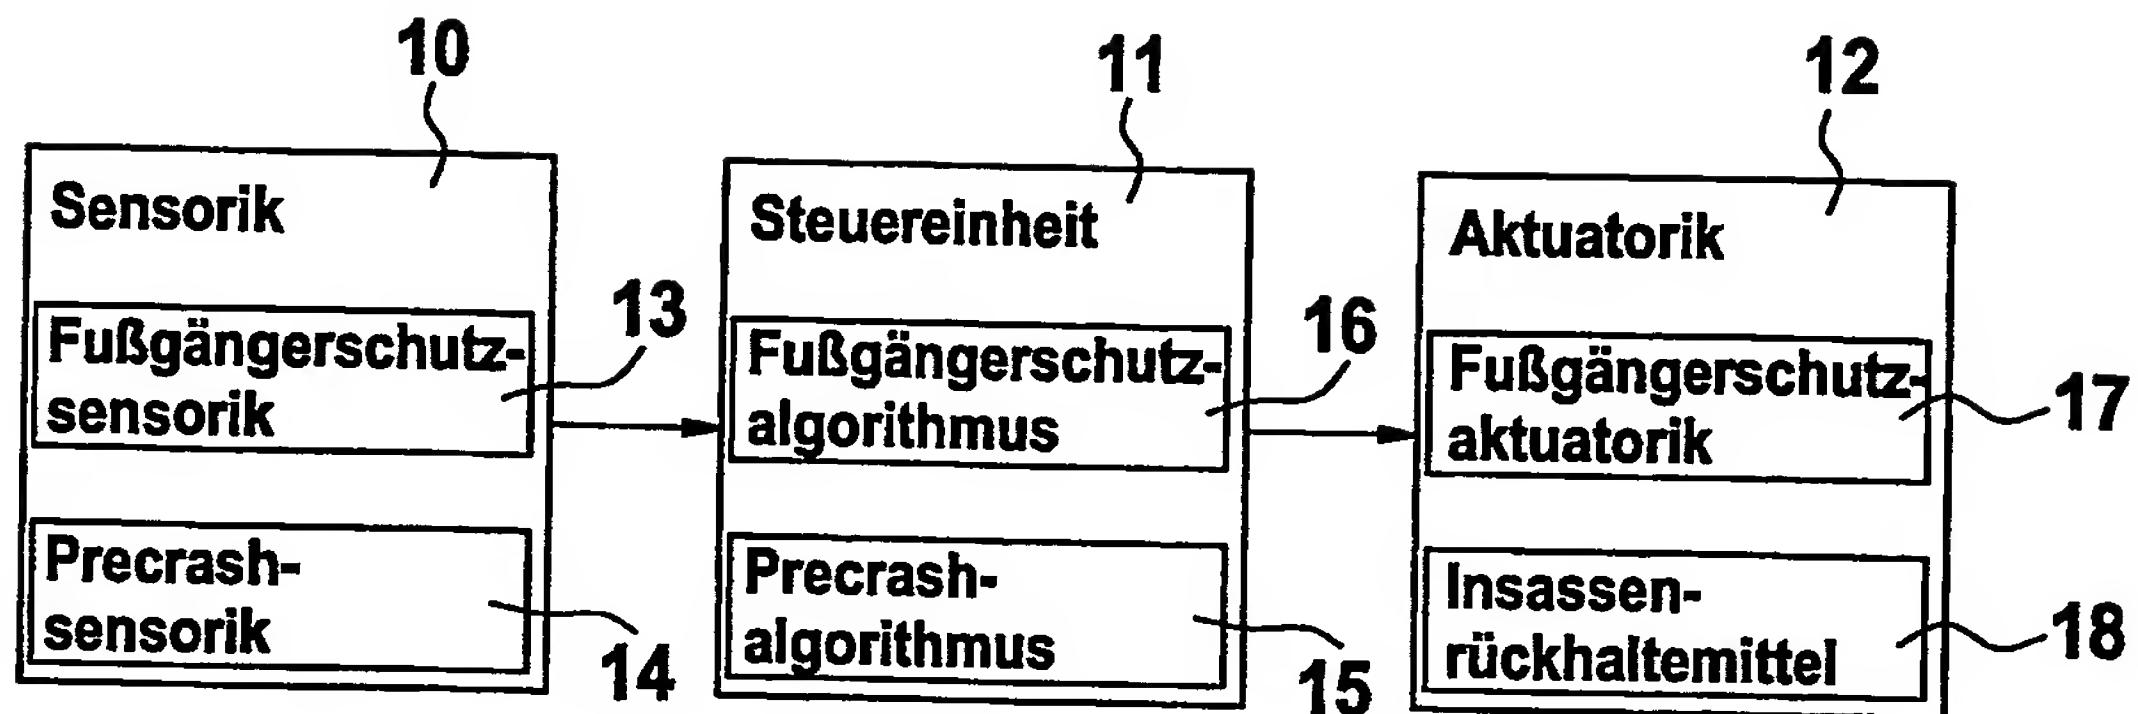 10
11
12
Sensorik
Steuereinheit
Aktuatorik
13
16
17
Fußgängerschutz-
sensorik
Fußgängerschutz-
algorithmus
Fußgängerschutz-
aktuatorik
Precrash-
sensorik
Precrash-
algorithmus
Insassen-
rückhaltemittel
14
15
18